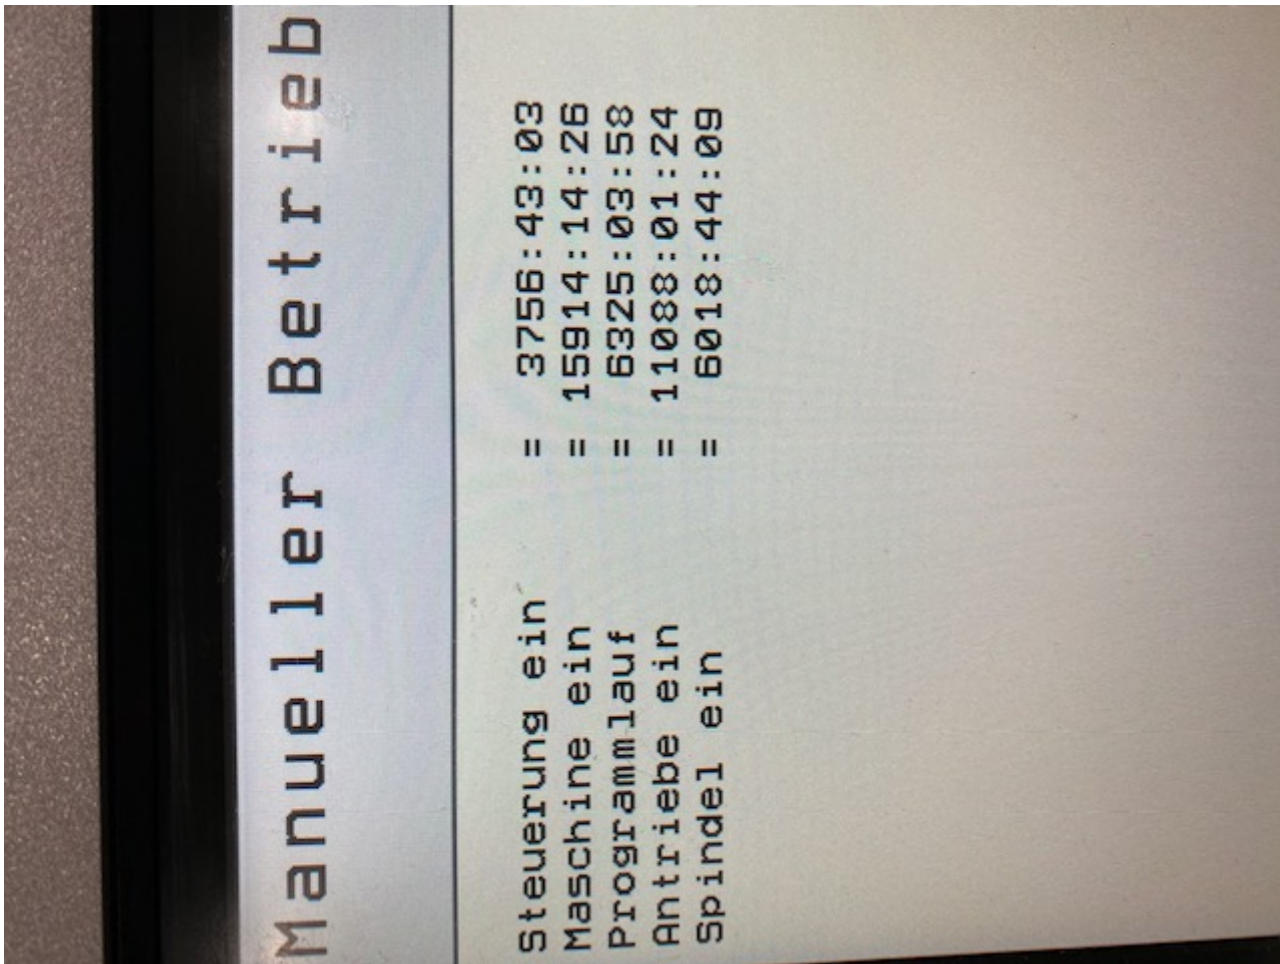 Manueller Betrieb
Steuerung ein = 3756:43:03
Maschine ein = 15914:14:26
Programmlauf = 6325:03:58
Antriebe ein = 11088:01:24
Spindel ein = 6018:44:09